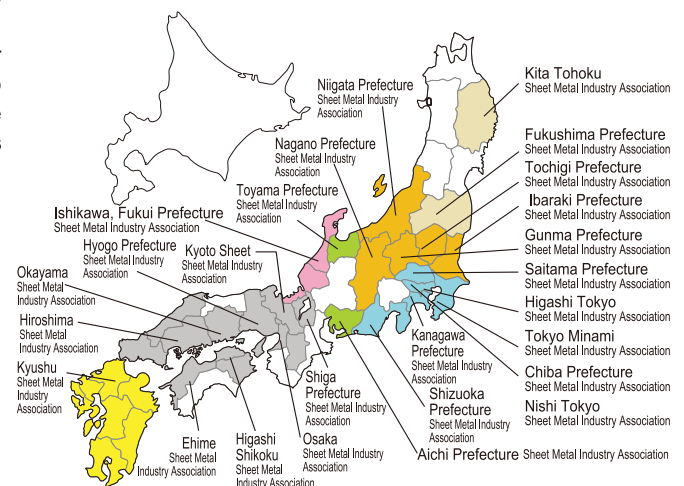 Niigata Prefecture
Sheet Metal Industry
Association
Nagano Prefecture
Sheet Metal Industry
Association
Toyama Prefecture
Sheet Metal Industry
Association
Ishikawa, Fukui Prefecture
Sheet Metal Industry Association
Hyogo Prefecture
Sheet Metal Industry
Association
Kyoto Sheet
Metal Industry
Association
Okayama
Sheet Metal
Industry Association
Hiroshima
Sheet Metal
Industry Association
Kyushu
Sheet Metal
Industry
Association
Ehime
Sheet Metal
Industry Association
Higashi
Shikoku
Sheet Metal
Industry Association
Osaka
Sheet Metal Industry
Association
Shiga
Prefecture
Sheet Metal Industry
Association
Kanagawa
Prefecture
Sheet Metal Industry
Association
Shizuoka
Prefecture
Sheet Metal Industry
Association
Aichi Prefecture Sheet Metal Industry Association
Kita Tohoku
Sheet Metal Industry Association
Fukushima Prefecture
Sheet Metal Industry Association
Tochigi Prefecture
Sheet Metal Industry Association
Ibaraki Prefecture
Sheet Metal Industry Association
Gunma Prefecture
Sheet Metal Industry Association
Saitama Prefecture
Sheet Metal Industry Association
Higashi Tokyo
Sheet Metal Industry Association
Tokyo Minami
Sheet Metal Industry Association
Chiba Prefecture
Sheet Metal Industry Association
Nishi Tokyo
Sheet Metal Industry Association